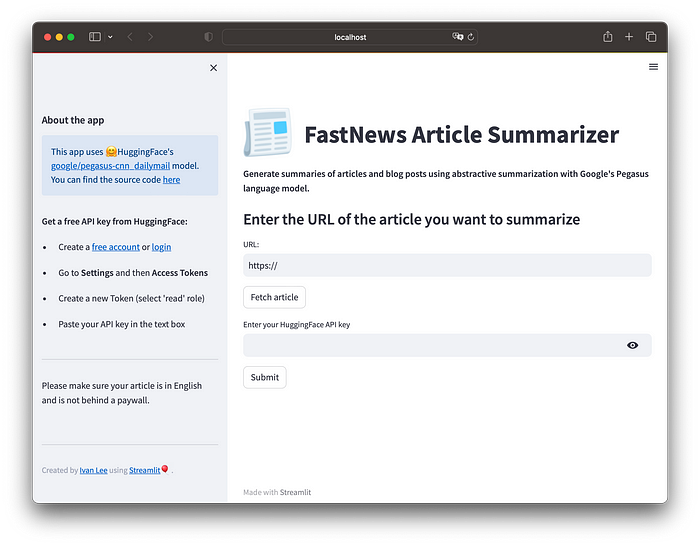 localhost
About the app
This app uses 🤗HuggingFace's
google/pegasus-cnn_dailymail model.
You can find the source code here
Get a free API key from HuggingFace:
• Create a free account or login
• Go to Settings and then Access Tokens
• Create a new Token (select 'read' role)
• Paste your API key in the text box
Please make sure your article is in English
and is not behind a paywall.
Created by Ivan Lee using Streamlit🎈 .
FastNews Article Summarizer
Generate summaries of articles and blog posts using abstractive summarization with Google's Pegasus
language model.
Enter the URL of the article you want to summarize
URL:
https://
Fetch article
Enter your HuggingFace API key
Submit
Made with Streamlit